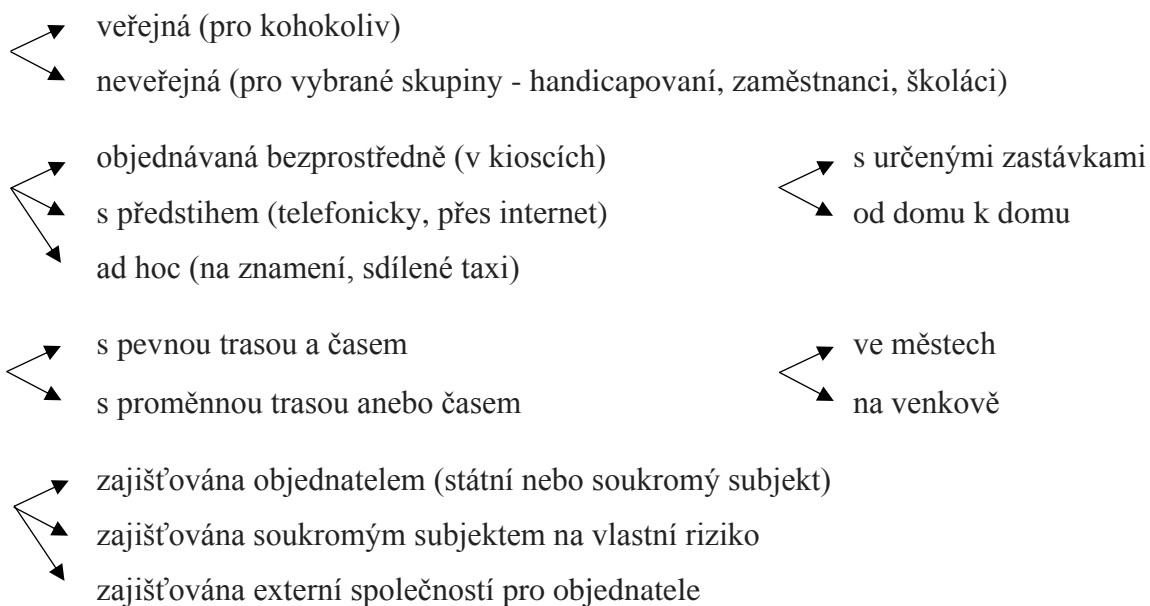 veřejná (pro kohokoliv)
neveřejná (pro vybrané skupiny - handicapovaní, zaměstnanci, školáci)
objednávaná bezprostředně (v kioscích)
s předstihem (telefonicky, přes internet)
ad hoc (na znamení, sdílené taxi)
s určenými zastávkami
od domu k domu
s pevnou trasou a časem
s proměnnou trasou anebo časem
ve městech
na venkově
zajišťována objednatelem (státní nebo soukromý subjekt)
zajišťována soukromým subjektem na vlastní riziko
zajišťována externí společností pro objednatele